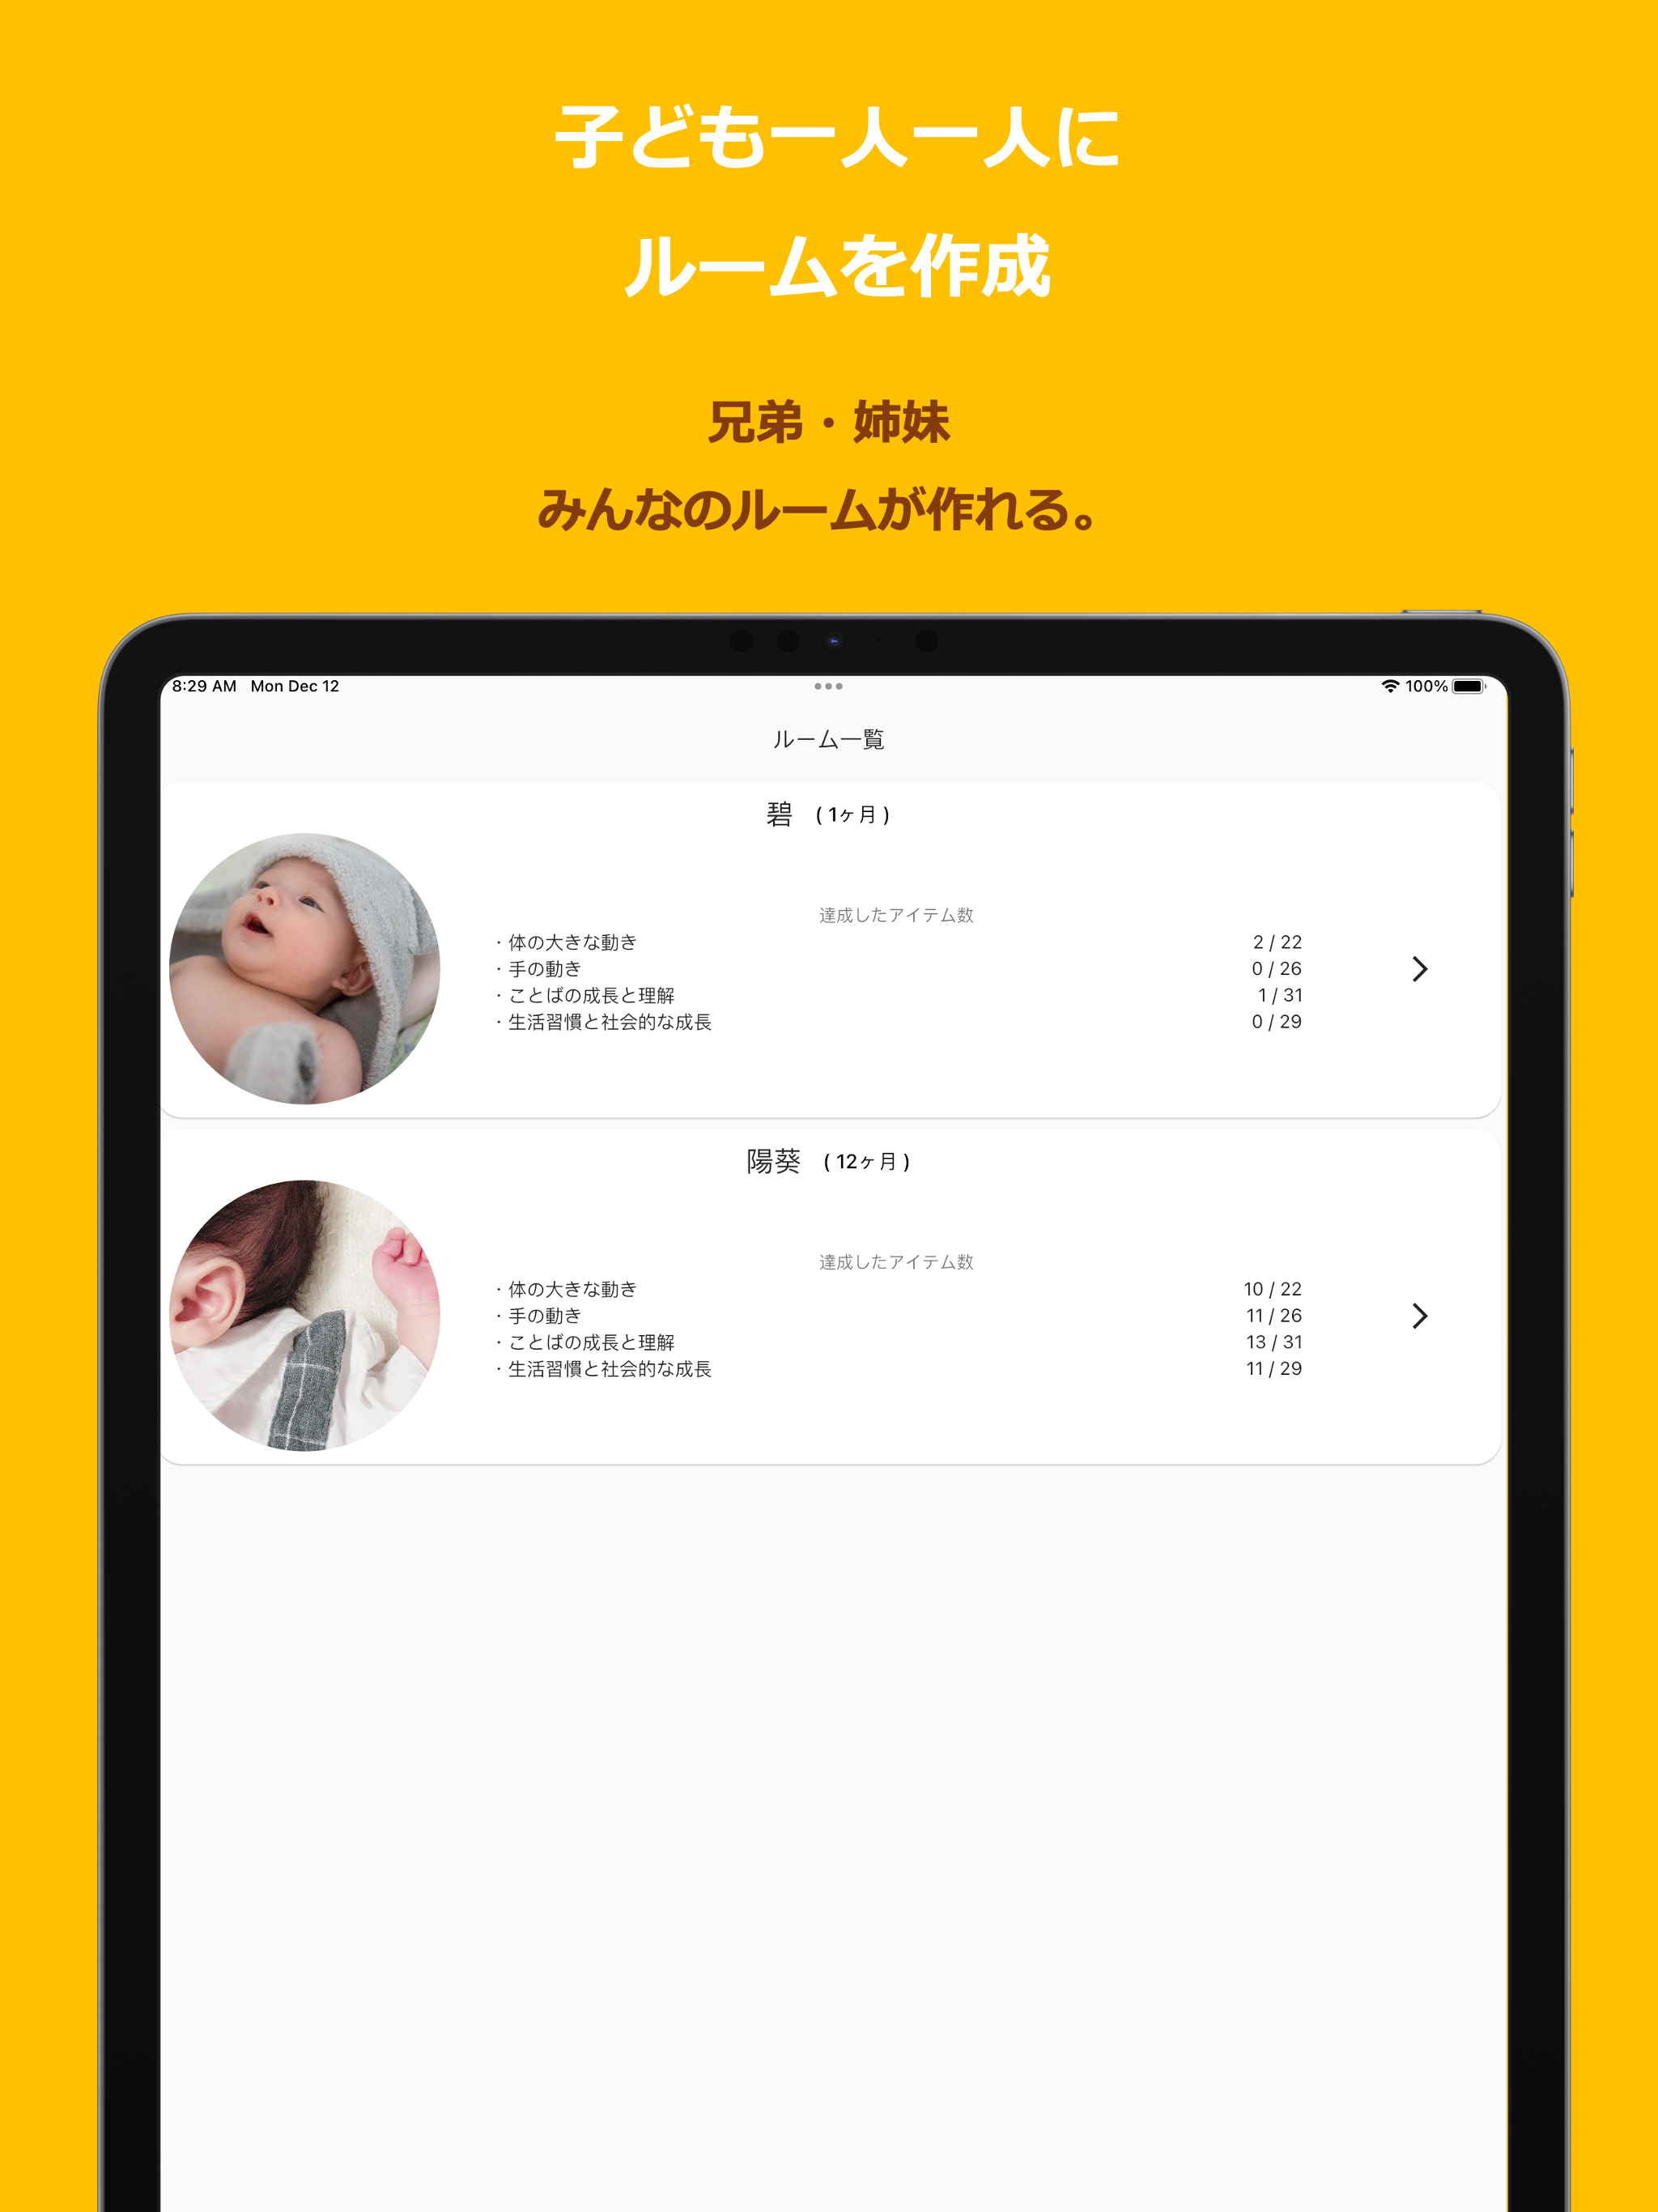 子ども一人一人に
ルームを作成
兄弟・姉妹
みんなのルームが作れる。
8:29 AM Mon Dec 12 100%
ルーム一覧
碧 ( 1ヶ月 )
達成したアイテム数
・体の大きな動き 2 / 22
・手の動き 0 / 26
・ことばの成長と理解 1 / 31
・生活習慣と社会的な成長 0 / 29
陽葵 ( 12ヶ月 )
達成したアイテム数
・体の大きな動き 10 / 22
・手の動き 11 / 26
・ことばの成長と理解 13 / 31
・生活習慣と社会的な成長 11 / 29